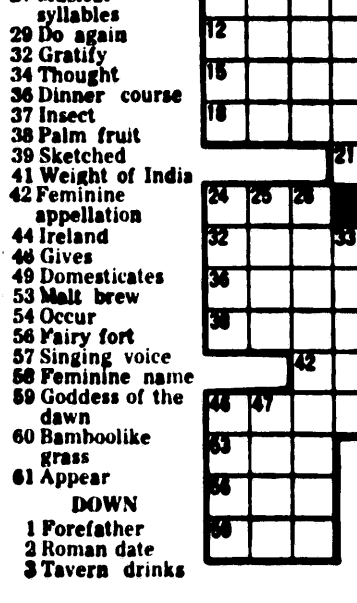 syllables
29 Do again
32 Gratify
34 Thought
36 Dinner course
37 Insect
38 Palm fruit
39 Sketched
41 Weight of India
42 Feminine
appellation
44 Ireland
46 Gives
49 Domesticates
53 Malt brew
54 Occur
56 Fairy fort
57 Singing voice
58 Feminine name
59 Goddess of the
dawn
60 Bamboolike
grass
61 Appear
DOWN
1 Forefather
2 Roman date
3 Tavern drinks
12
15
18
21
24 25 26
32 33
36
38
42
46 47
53
56
59